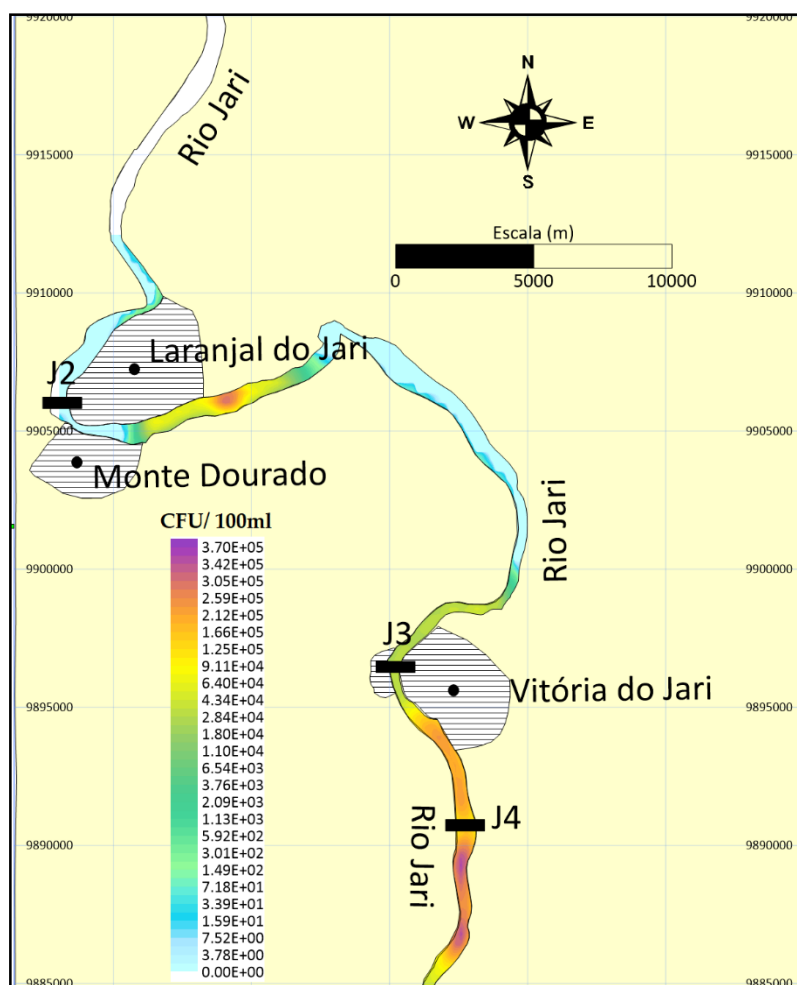 9920000
9920000
Rio Jari
N
W
E
S
9915000
9915000
Escala (m)
0
5000
10000
9910000
9910000
Laranjal do Jari
J2
9905000
9905000
Monte Dourado
CFU/ 100ml
3.70E+05
3.42E+05
3.05E+05
2.59E+05
2.12E+05
1.66E+05
1.25E+05
9.11E+04
6.40E+04
4.34E+04
2.84E+04
1.80E+04
1.10E+04
6.54E+03
3.76E+03
2.09E+03
1.13E+03
5.92E+02
3.01E+02
1.49E+02
7.18E+01
3.39E+01
1.59E+01
7.52E+00
3.78E+00
0.00E+00
Rio Jari
9900000
9900000
J3
Vitória do Jari
9895000
9895000
J4
Rio Jari
9890000
9890000
9885000
9885000